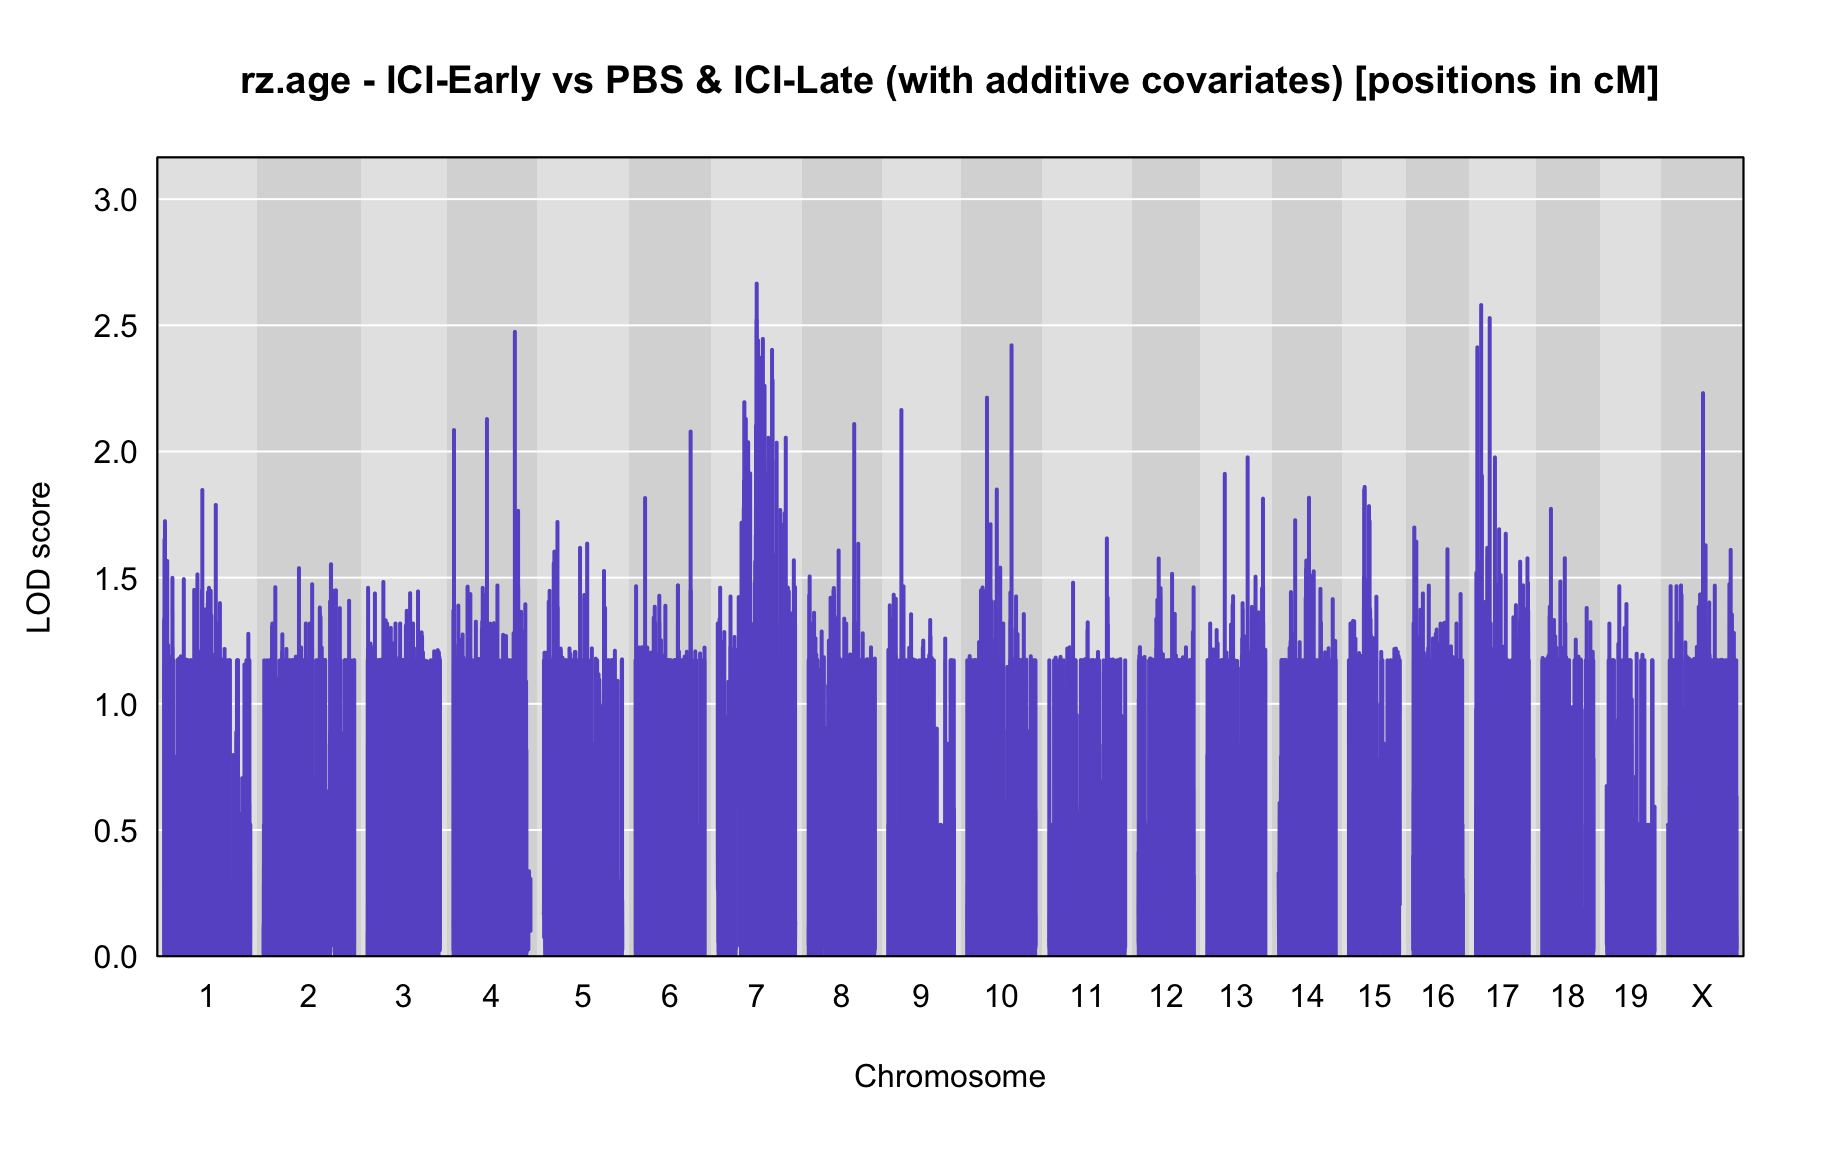 rz.age - ICI-Early vs PBS & ICI-Late (with additive covariates) [positions in cM]
3.0
2.5
2.0
1.5
1.0
0.5
0.0
LOD score
1 2 3 4 5 6 7 8 9 10 11 12 13 14 15 16 17 18 19 X
Chromosome